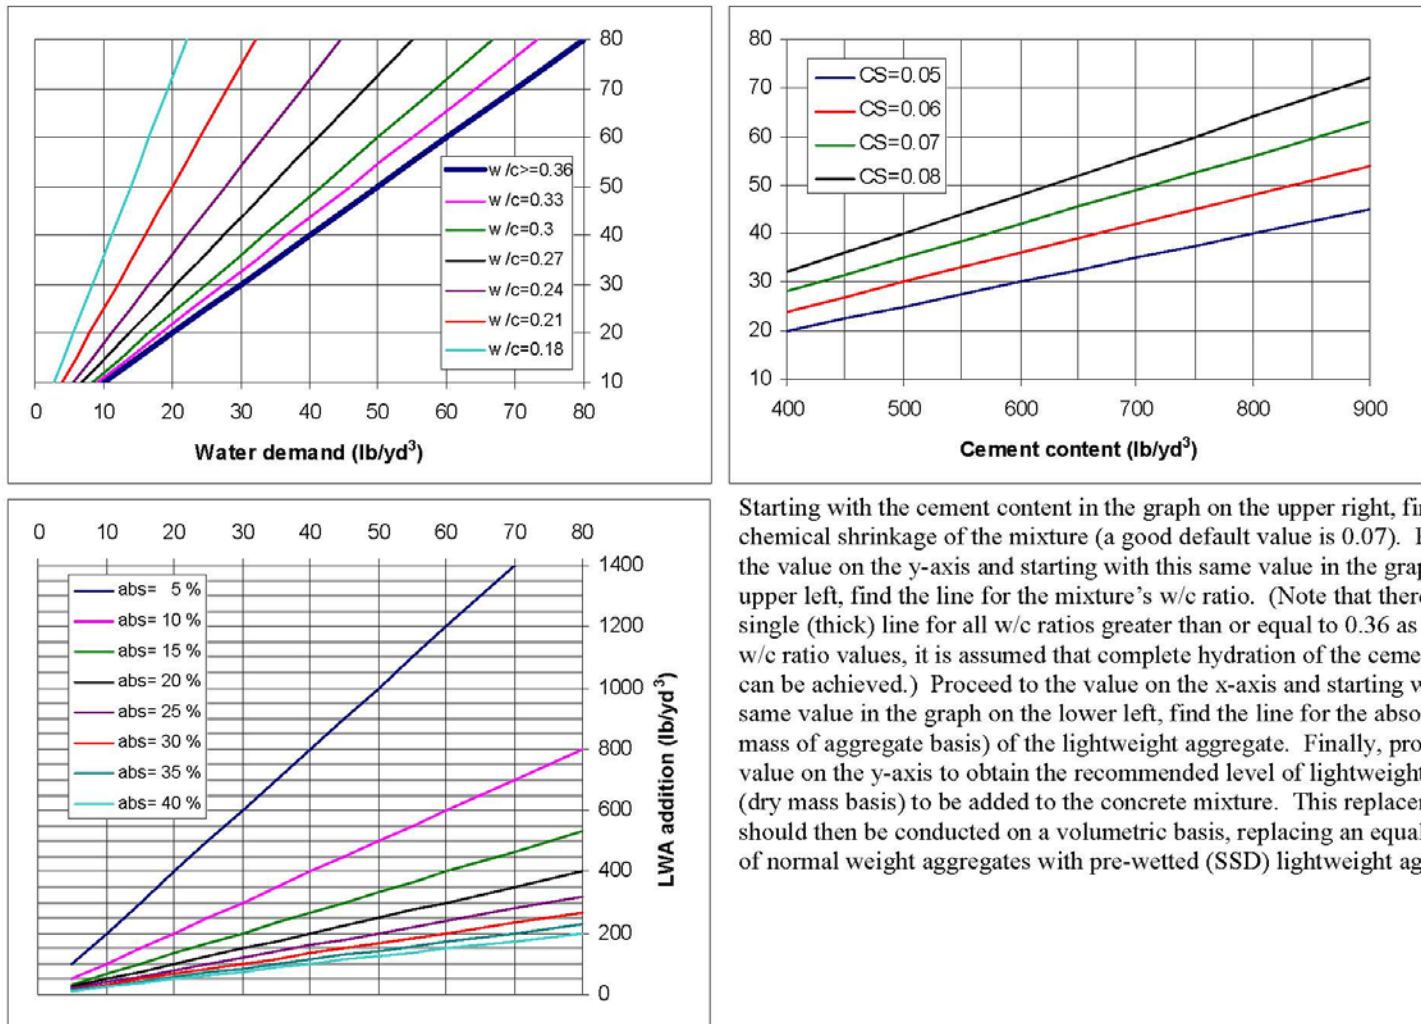 80
70
60
50
40
30
20
10
w/c>=0.36
w/c=0.33
w/c=0.3
w/c=0.27
w/c=0.24
w/c=0.21
w/c=0.18
0 10 20 30 40 50 60 70 80
Water demand (lb/yd³)
80
70
60
50
40
30
20
10
CS=0.05
CS=0.06
CS=0.07
CS=0.08
400 500 600 700 800 900
Cement content (lb/yd³)
0 10 20 30 40 50 60 70 80
1400
1200
1000
800
600
400
200
0
LWA addition (lb/yd³)
abs= 5 %
abs= 10 %
abs= 15 %
abs= 20 %
abs= 25 %
abs= 30 %
abs= 35 %
abs= 40 %
Starting with the cement content in the graph on the upper right,
chemical shrinkage of the mixture (a good default value is 0.07).
the value on the y-axis and starting with this same value in the
upper left, find the line for the mixture's w/c ratio. (Note that
single (thick) line for all w/c ratios greater than or equal to 0.36 as
w/c ratio values, it is assumed that complete hydration of the
can be achieved.) Proceed to the value on the x-axis and starting
same value in the graph on the lower left, find the line for the
mass of aggregate basis) of the lightweight aggregate. Finally,
value on the y-axis to obtain the recommended level of lightweight
(dry mass basis) to be added to the concrete mixture. This
should then be conducted on a volumetric basis, replacing an equal
of normal weight aggregates with pre-wetted (SSD) lightweight